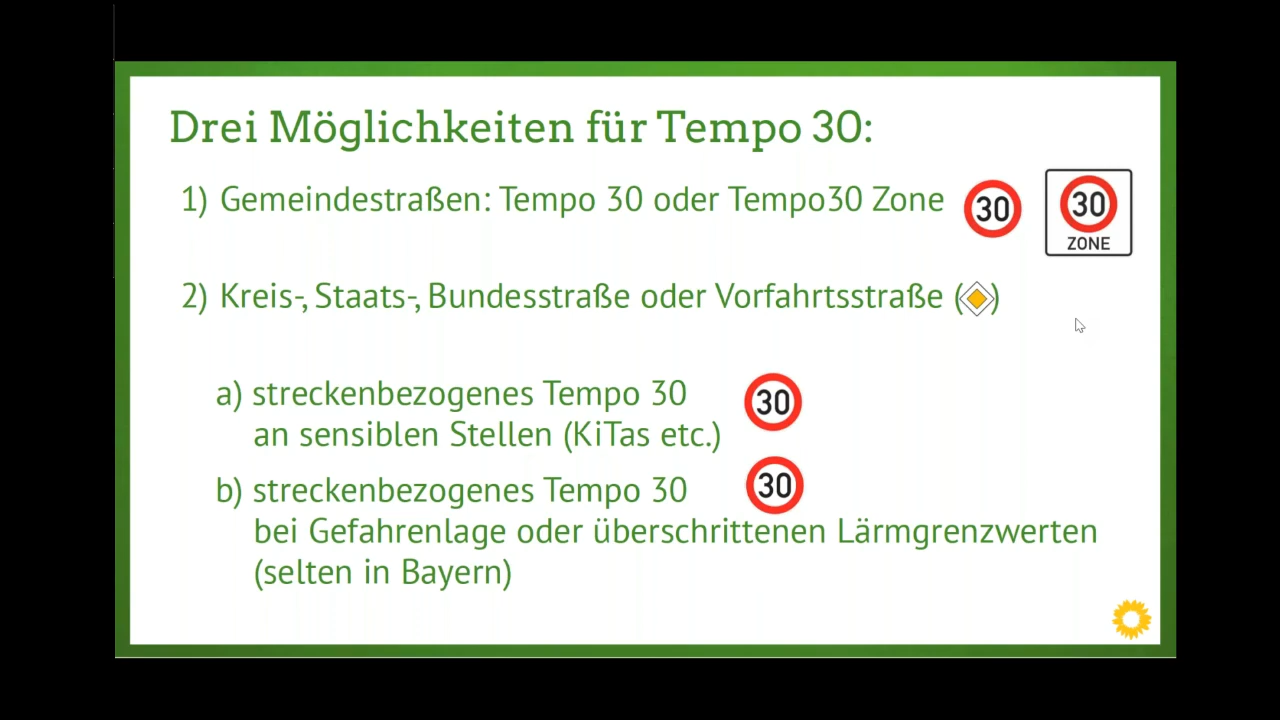 Drei Möglichkeiten für Tempo 30:
1) Gemeindestraßen: Tempo 30 oder Tempo30 Zone
30
30
ZONE
2) Kreis-, Staats-, Bundesstraße oder Vorfahrtsstraße ( )
a) streckenbezogenes Tempo 30
30
an sensiblen Stellen (KiTas etc.)
b) streckenbezogenes Tempo 30
30
bei Gefahrenlage oder überschrittenen Lärmgrenzwerten
(selten in Bayern)